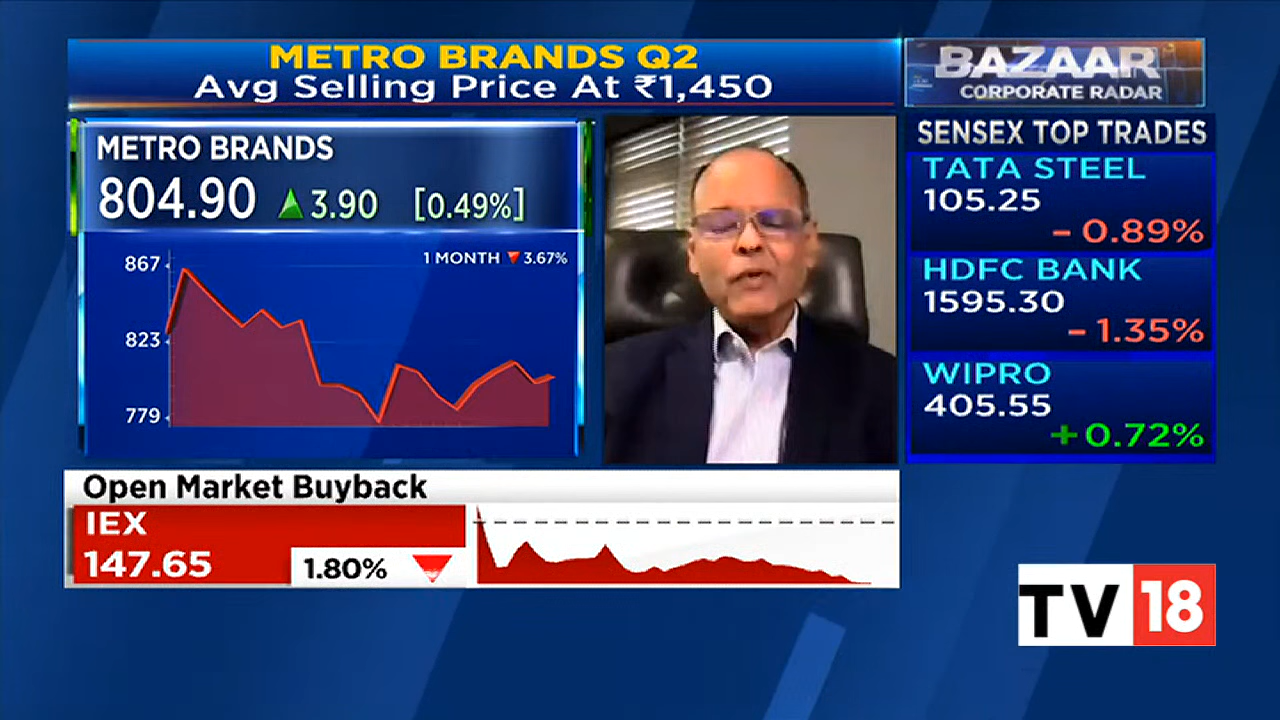 METRO BRANDS Q2
Avg Selling Price At ₹1,450
BAZAAR
CORPORATE RADAR
METRO BRANDS
804.90 ▲ 3.90 [0.49%]
1 MONTH ▼ 3.67%
867
823
779
SENSEX TOP TRADES
TATA STEEL
105.25
- 0.89%
HDFC BANK
1595.30
- 1.35%
WIPRO
405.55
+ 0.72%
Open Market Buyback
IEX
147.65 1.80% ▼
TV 18